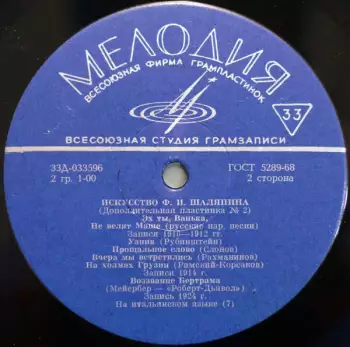 МЕЛОДИЯ
ВСЕСОЮЗНАЯ ФИРМА ГРАМПЛАСТИНОК
33
ВСЕСОЮЗНАЯ СТУДИЯ ГРАМЗАПИСИ
33Д-033596
ГОСТ 5289-68
2 гр. 1-00
2 сторона
ИСКУССТВО Ф. И. ШАЛЯПИНА
(Дополнительная пластинка № 2)
Эх ты, Ванька,
Не велит Маше (русские нар. песни)
Записи 1910—1912 гг.
Узник (Рубинштейн)
Прощальное слово (Слонов)
Вчера мы встретились (Рахманинов)
На холмах Грузии (Римский-Корсаков)
Записи 1914 г.
Воззвание Бертрама
(Мейербер — «Роберт-Дьявол»)
Запись 1924 г.
На итальянском языке (7)